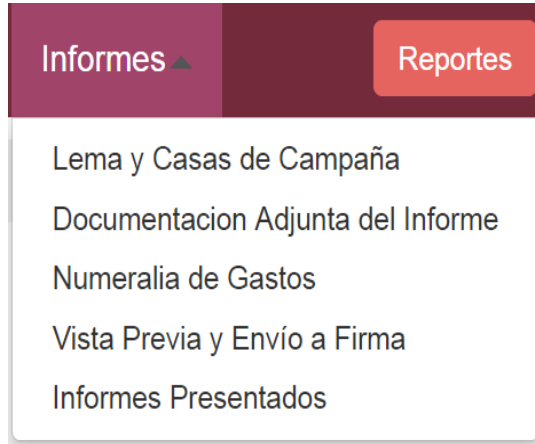 Informes
Reportes
Lema y Casas de Campaña
Documentacion Adjunta del Informe
Numeralia de Gastos
Vista Previa y Envío a Firma
Informes Presentados